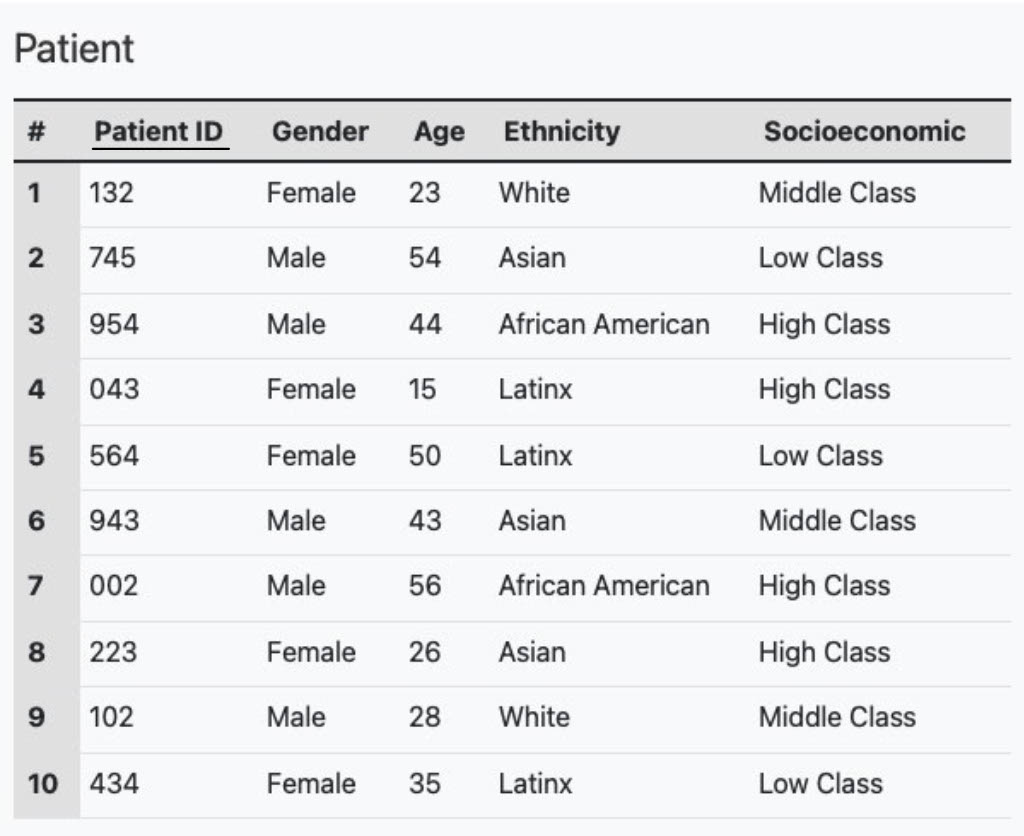 Patient
# Patient ID Gender Age Ethnicity Socioeconomic
1 132 Female 23 White Middle Class
2 745 Male 54 Asian Low Class
3 954 Male 44 African American High Class
4 043 Female 15 Latinx High Class
5 564 Female 50 Latinx Low Class
6 943 Male 43 Asian Middle Class
7 002 Male 56 African American High Class
8 223 Female 26 Asian High Class
9 102 Male 28 White Middle Class
10 434 Female 35 Latinx Low Class